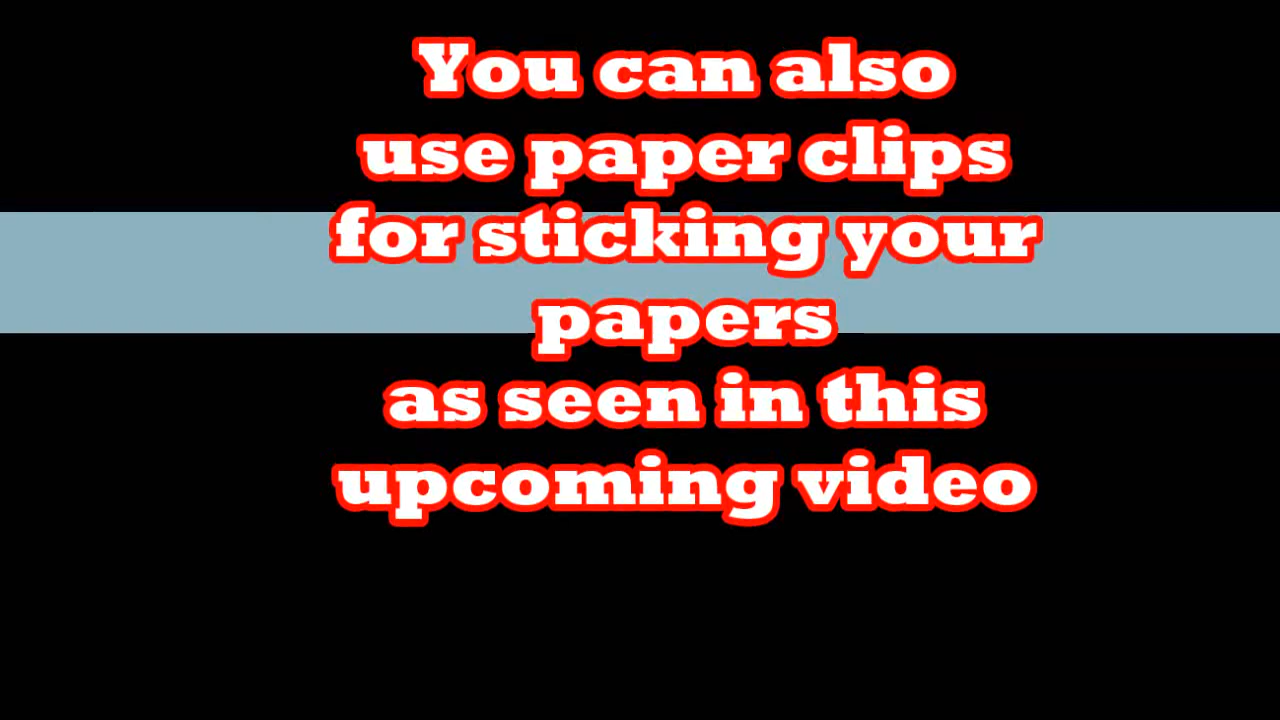 You can also
use paper clips
for sticking your
papers
as seen in this
upcoming video